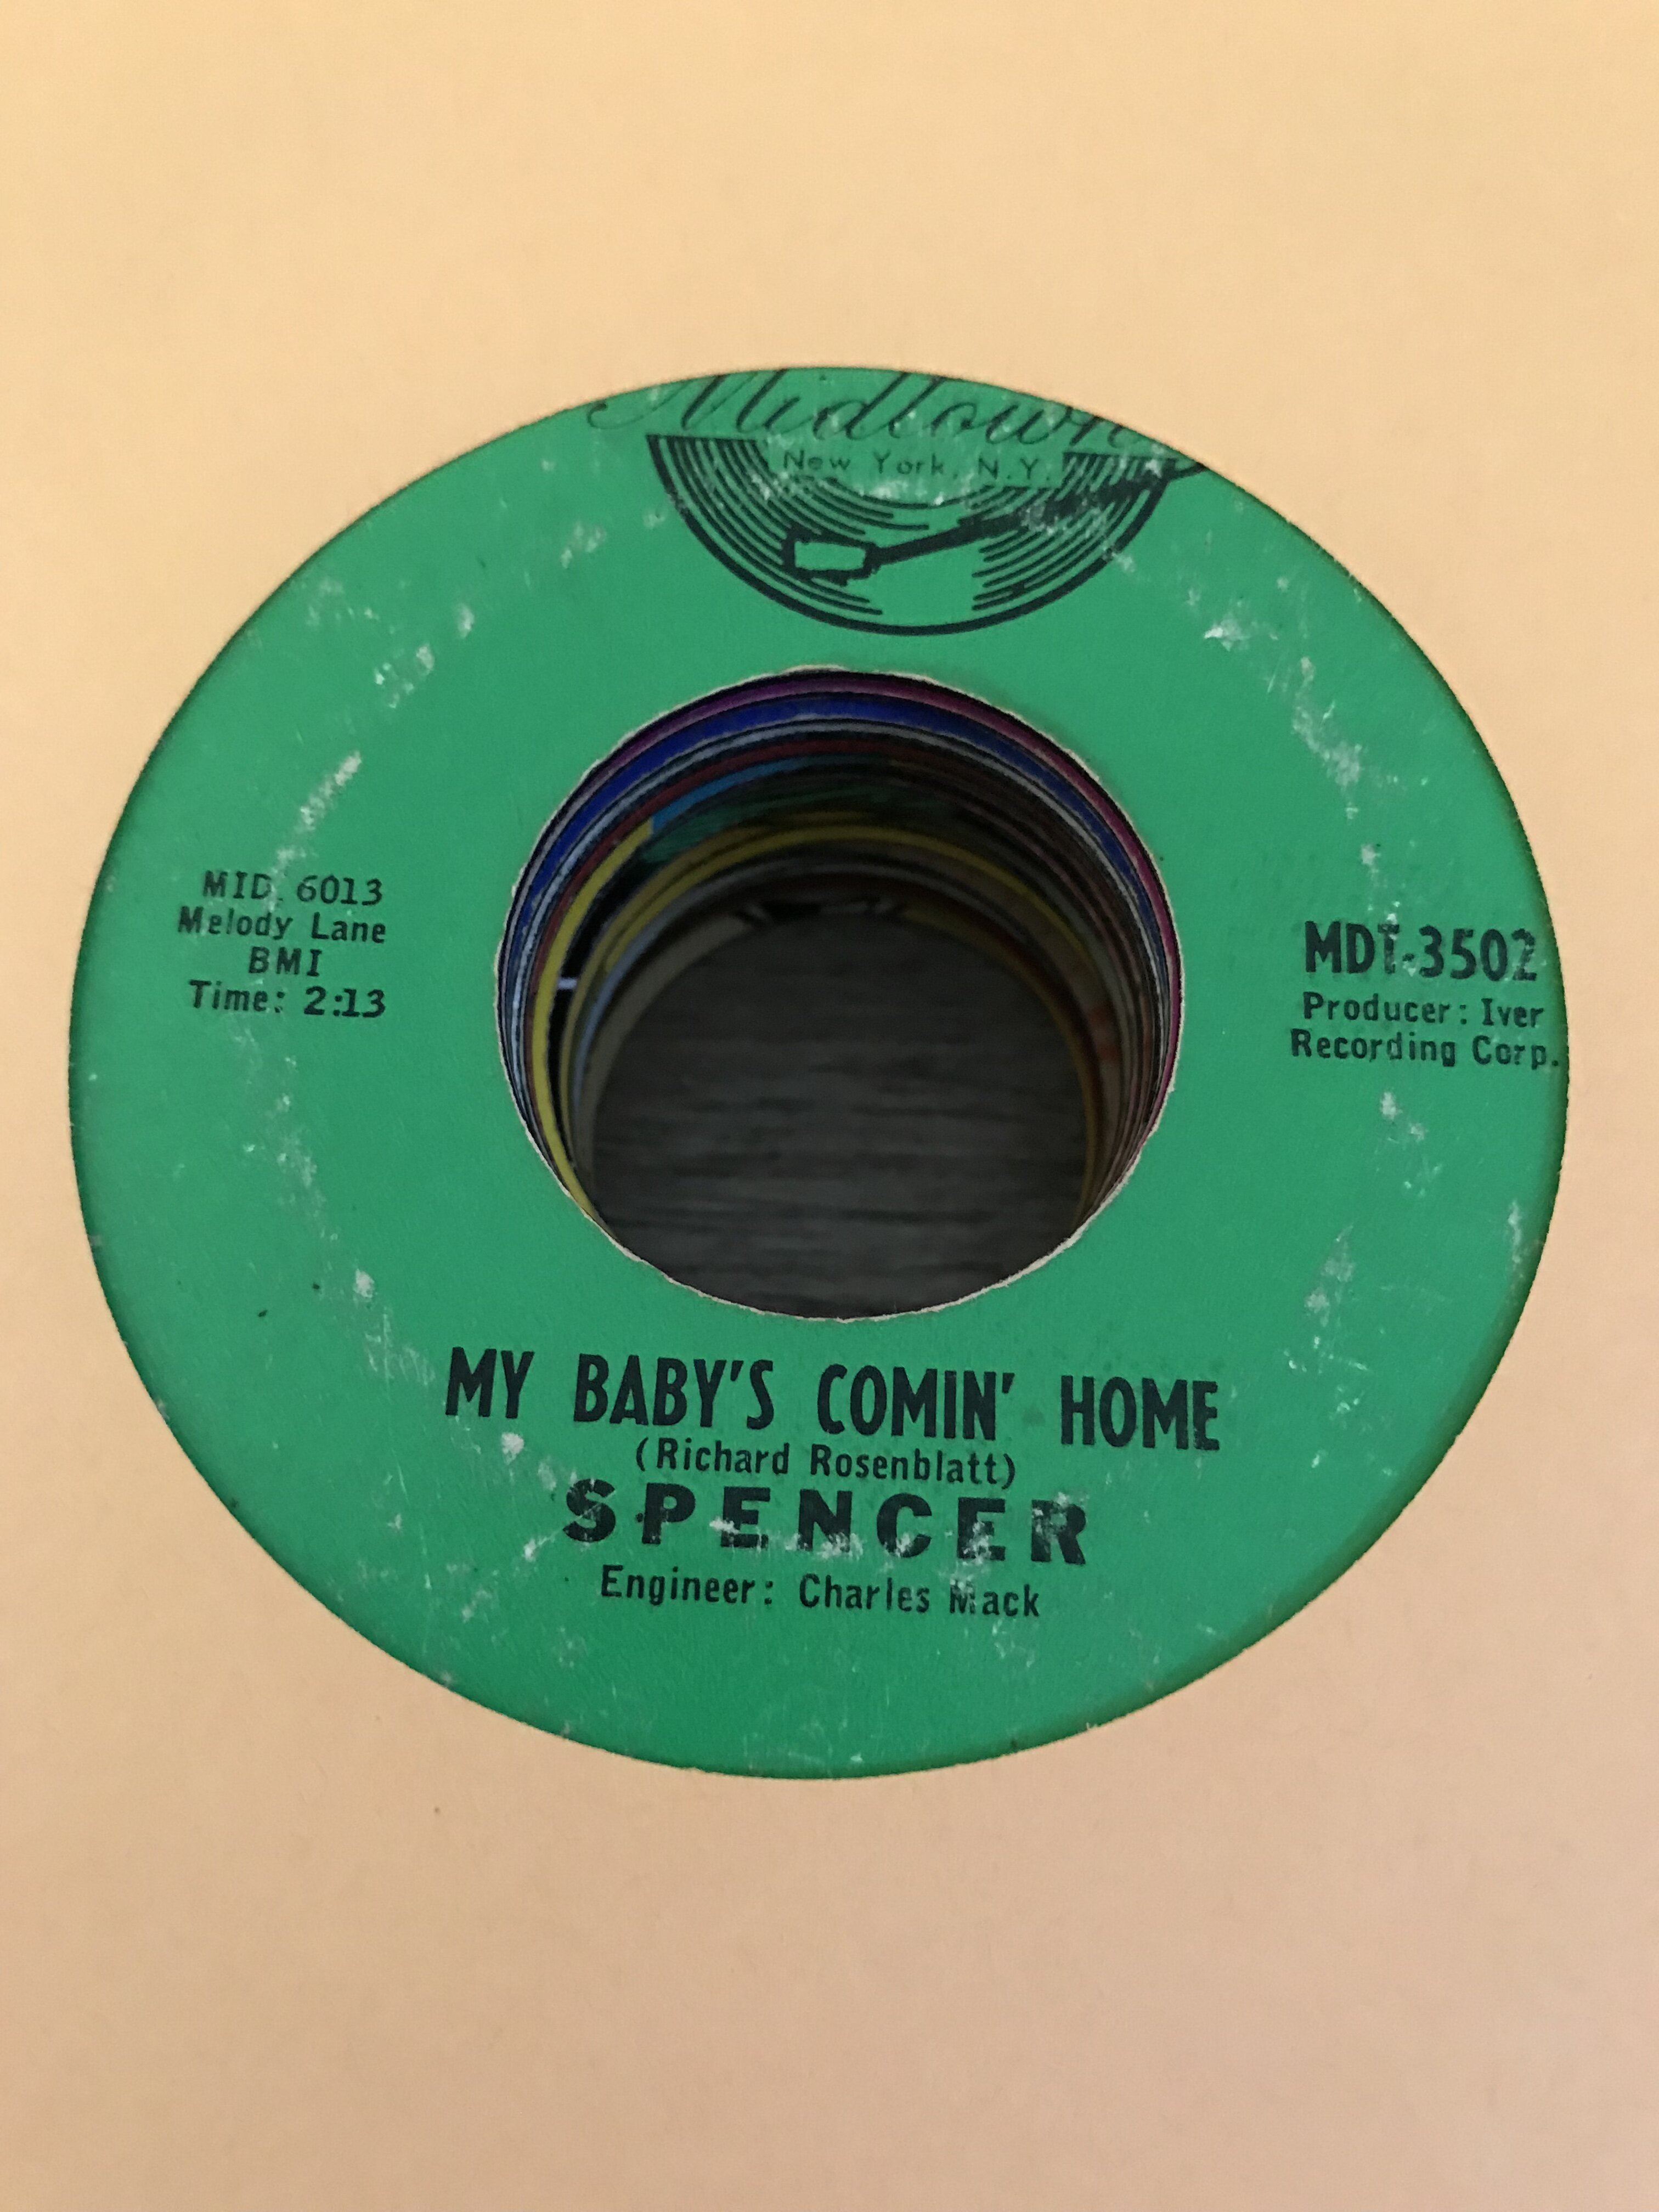 Midtown
New York, N.Y.
MID. 6013
Melody Lane
BMI
Time: 2:13
MDT-3502
Producer: Iver
Recording Corp.
MY BABY'S COMIN' HOME
(Richard Rosenblatt)
SPENCER
Engineer: Charles Mack